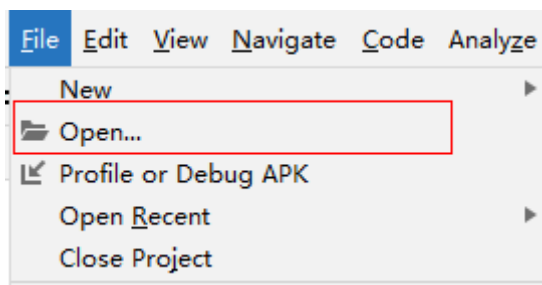 File Edit View Navigate Code Analyze
New
Open...
Profile or Debug APK
Open Recent
Close Project